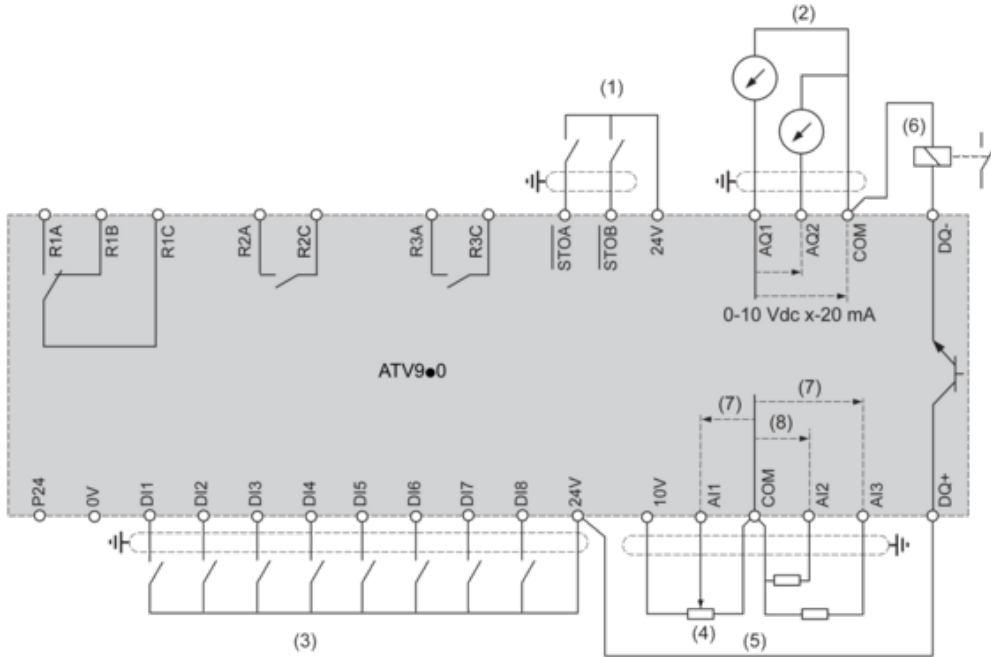 (2)
(1)
(6)
R1A
R1B
R1C
R2A
R2C
R3A
R3C
STOA
STOB
24V
AQ1
AQ2
COM
DQ-
0-10 Vdc x-20 mA
ATV9●0
(7)
(7)
(8)
P24
0V
DI1
DI2
DI3
DI4
DI5
DI6
DI7
DI8
24V
10V
AI1
COM
AI2
AI3
DQ+
(3)
(4)
(5)